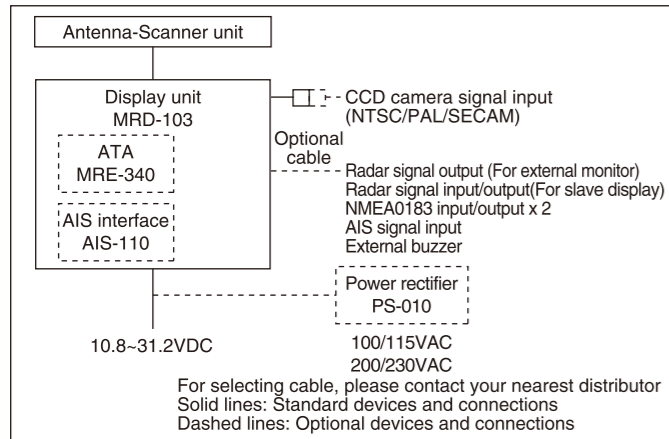 Antenna-Scanner unit
Display unit
MRD-103
ATA
MRE-340
AIS interface
AIS-110
CCD camera signal input
(NTSC/PAL/SECAM)
Optional
cable
Radar signal output (For external monitor)
Radar signal input/output(For slave display)
NMEA0183 input/output x 2
AIS signal input
External buzzer
Power rectifier
PS-010
10.8~31.2VDC
100/115VAC
200/230VAC
For selecting cable, please contact your nearest distributor
Solid lines: Standard devices and connections
Dashed lines: Optional devices and connections